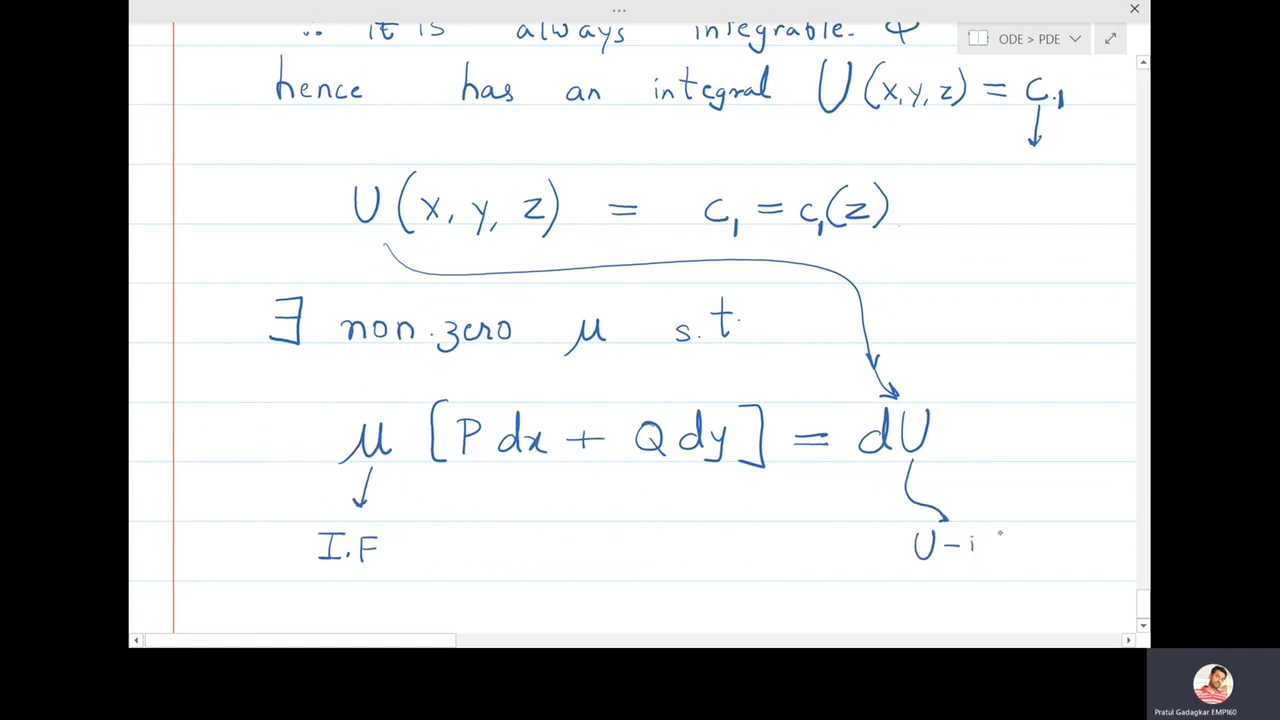 ...
ODE > PDE
∴ it is always integrable. &
hence has an integral U(x,y,z) = c₁
U(x, y, z) = c₁ = c₁(z).
∃ non-zero μ s.t.
μ [P dx + Q dy] = dU
I.F
U - i
Pratul Gadagkar EMP160